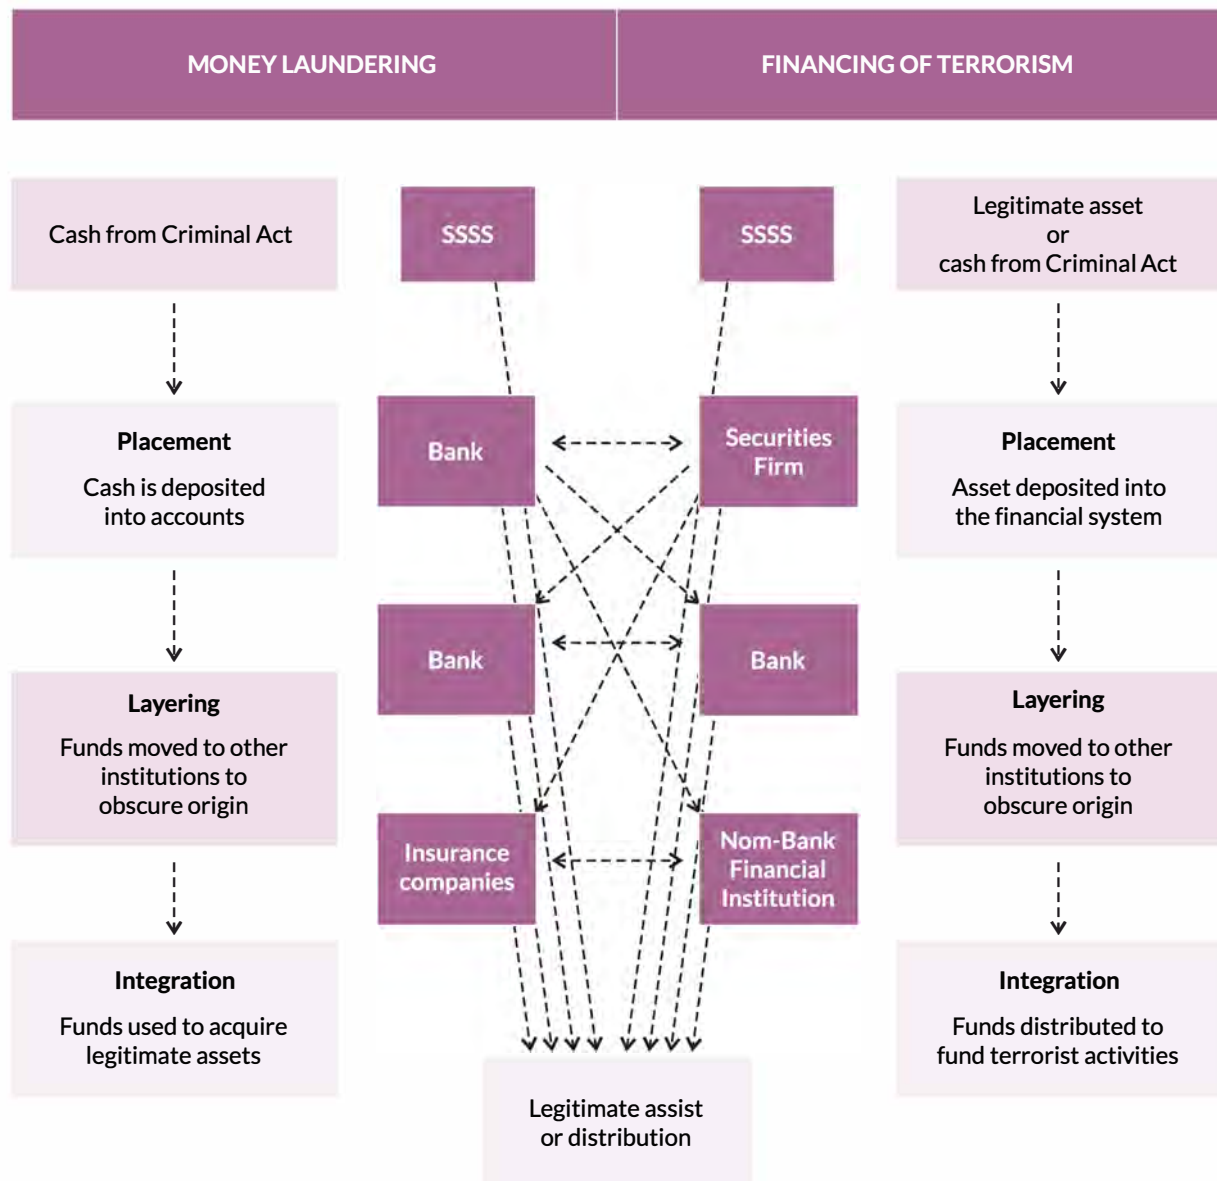 MONEY LAUNDERING
FINANCING OF TERRORISM
Cash from Criminal Act
SSSS
SSSS
Legitimate asset
or
cash from Criminal Act
Placement
Cash is deposited
into accounts
Bank
Securities
Firm
Placement
Asset deposited into
the financial system
Bank
Bank
Layering
Funds moved to other
institutions to
obscure origin
Layering
Funds moved to other
institutions to
obscure origin
Insurance
companies
Nom-Bank
Financial
Institution
Integration
Funds used to acquire
legitimate assets
Integration
Funds distributed to
fund terrorist activities
Legitimate assist
or distribution